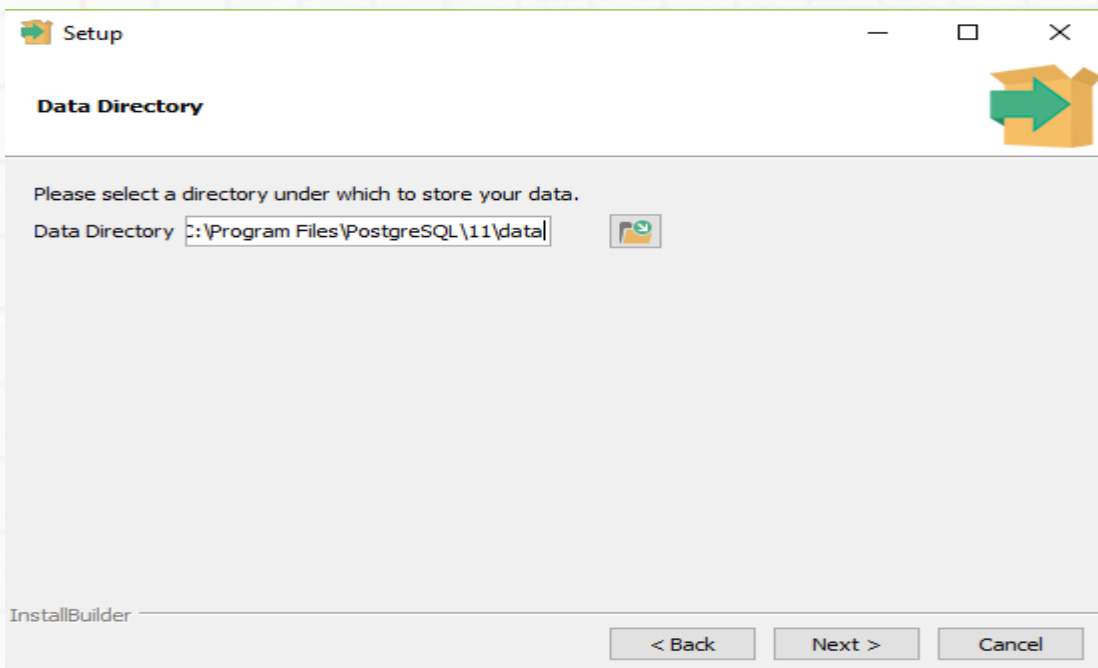 Setup
Data Directory
Please select a directory under which to store your data.
Data Directory C:\Program Files\PostgreSQL\11\data
InstallBuilder
< Back Next > Cancel